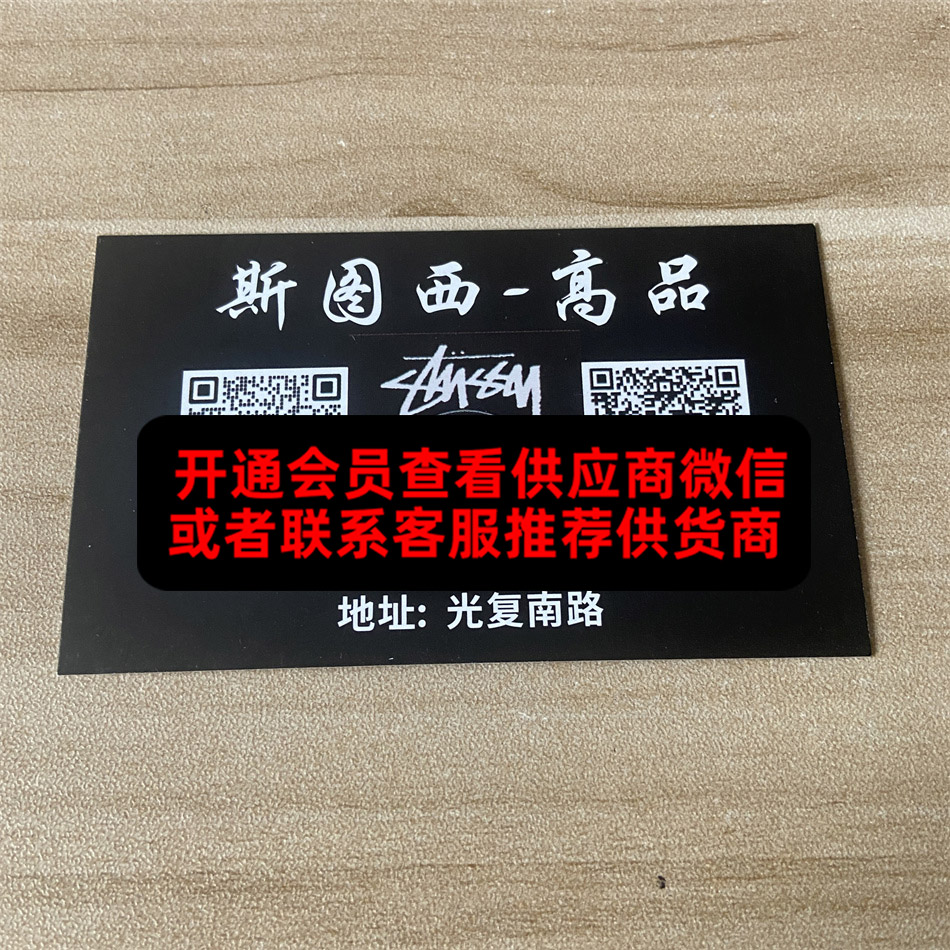 斯图西-高品
Stüssy
开通会员查看供应商微信
或者联系客服推荐供货商
地址: 光复南路